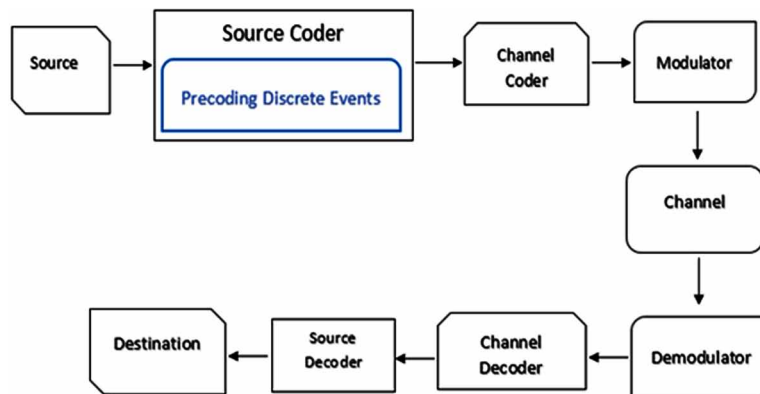 Source Coder
Source
Precoding Discrete Events
Channel
Coder
Modulator
Channel
Destination
Source
Decoder
Channel
Decoder
Demodulator